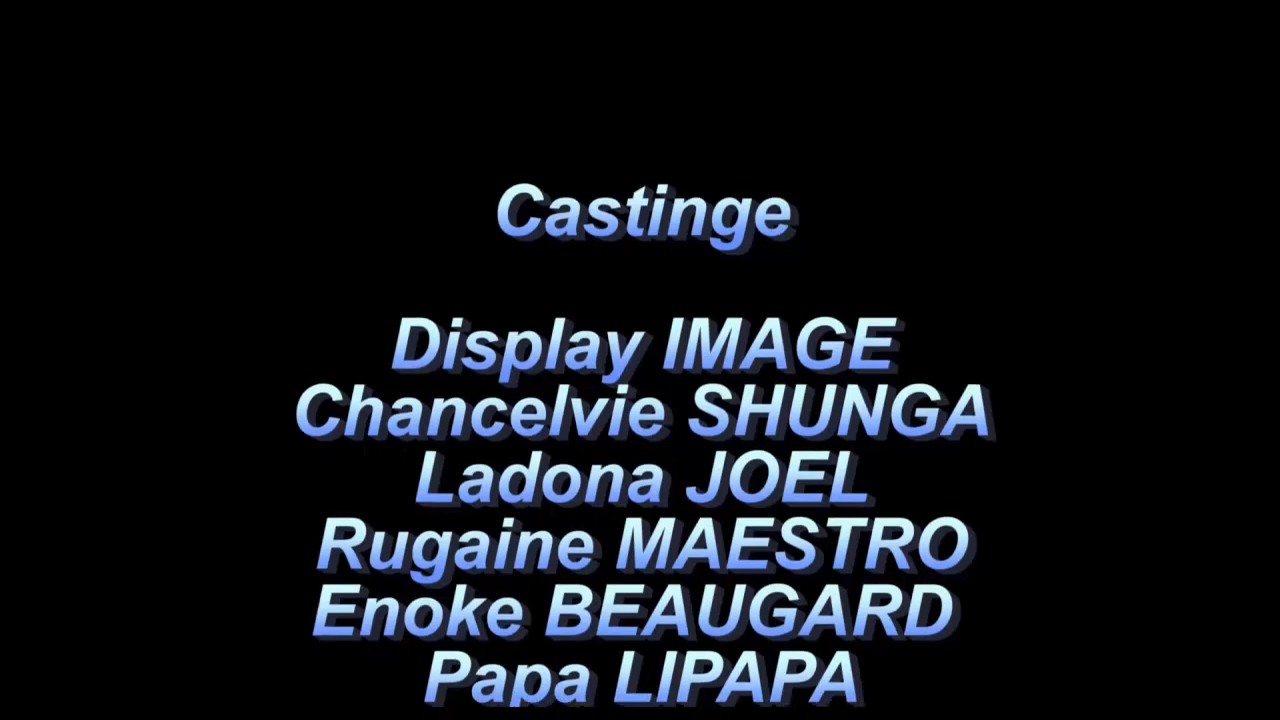 Castinge
Display IMAGE
Chancelvie SHUNGA
Ladona JOEL
Rugaine MAESTRO
Enoke BEAUGARD
Papa LIPAPA